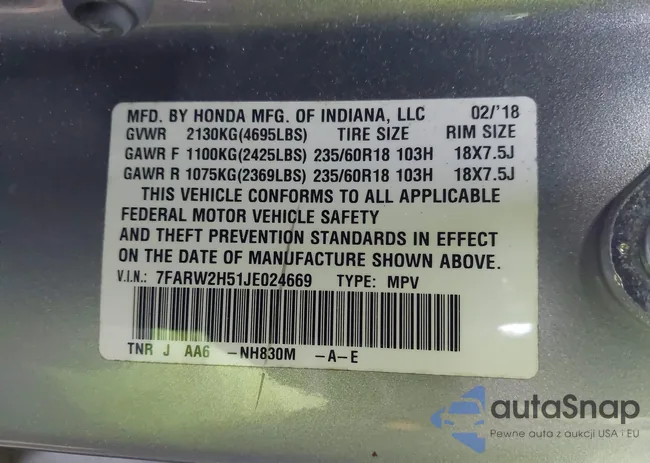 MFD. BY HONDA MFG. OF INDIANA, LLC 02/'18
GVWR 2130KG(4695LBS) TIRE SIZE RIM SIZE
GAWR F 1100KG(2425LBS) 235/60R18 103H 18X7.5J
GAWR R 1075KG(2369LBS) 235/60R18 103H 18X7.5J
THIS VEHICLE CONFORMS TO ALL APPLICABLE
FEDERAL MOTOR VEHICLE SAFETY
AND THEFT PREVENTION STANDARDS IN EFFECT
ON THE DATE OF MANUFACTURE SHOWN ABOVE.
V.I.N.: 7FARW2H51JE024669 TYPE: MPV
TNR J AA6 -NH830M -A-E
autaSnap
Pewne auta z aukcji USA i EU